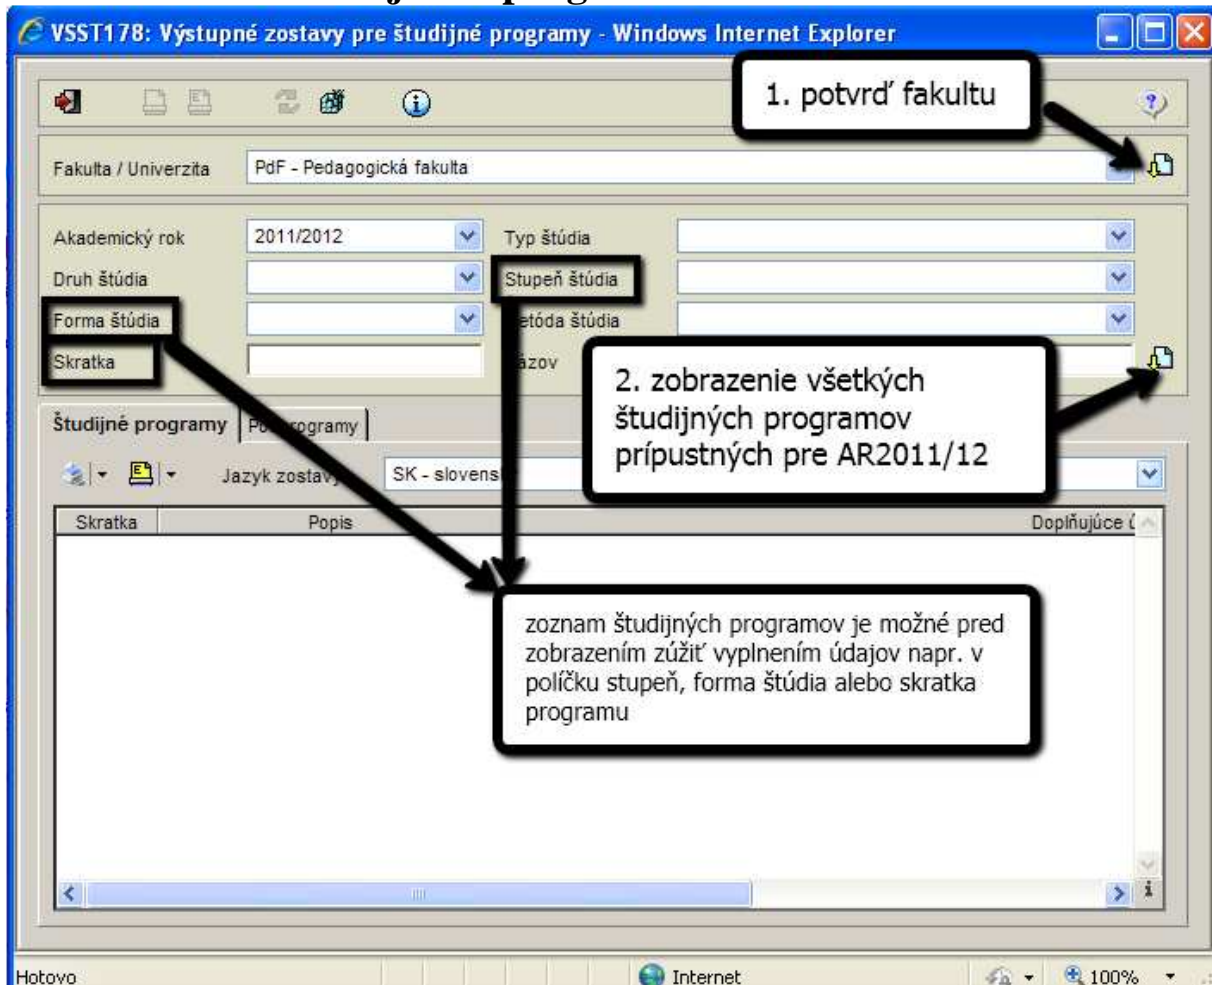 VSST178: Výstupné zostavy pre študijné programy - Windows Internet Explorer
1. potvrď fakultu
Fakulta / Univerzita PdF - Pedagogická fakulta
Akademický rok 2011/2012 Typ štúdia
Druh štúdia Stupeň štúdia
Forma štúdia etóda štúdia
Skratka ázov
2. zobrazenie všetkých
študijných programov
prípustných pre AR2011/12
Študijné programy
Jazyk zostavy SK - slovens
Skratka Popis Doplňujúce ú
zoznam študijných programov je možné pred
zobrazením zúžiť vyplnením údajov napr. v
políčku stupeň, forma štúdia alebo skratka
programu
Hotovo Internet 100%